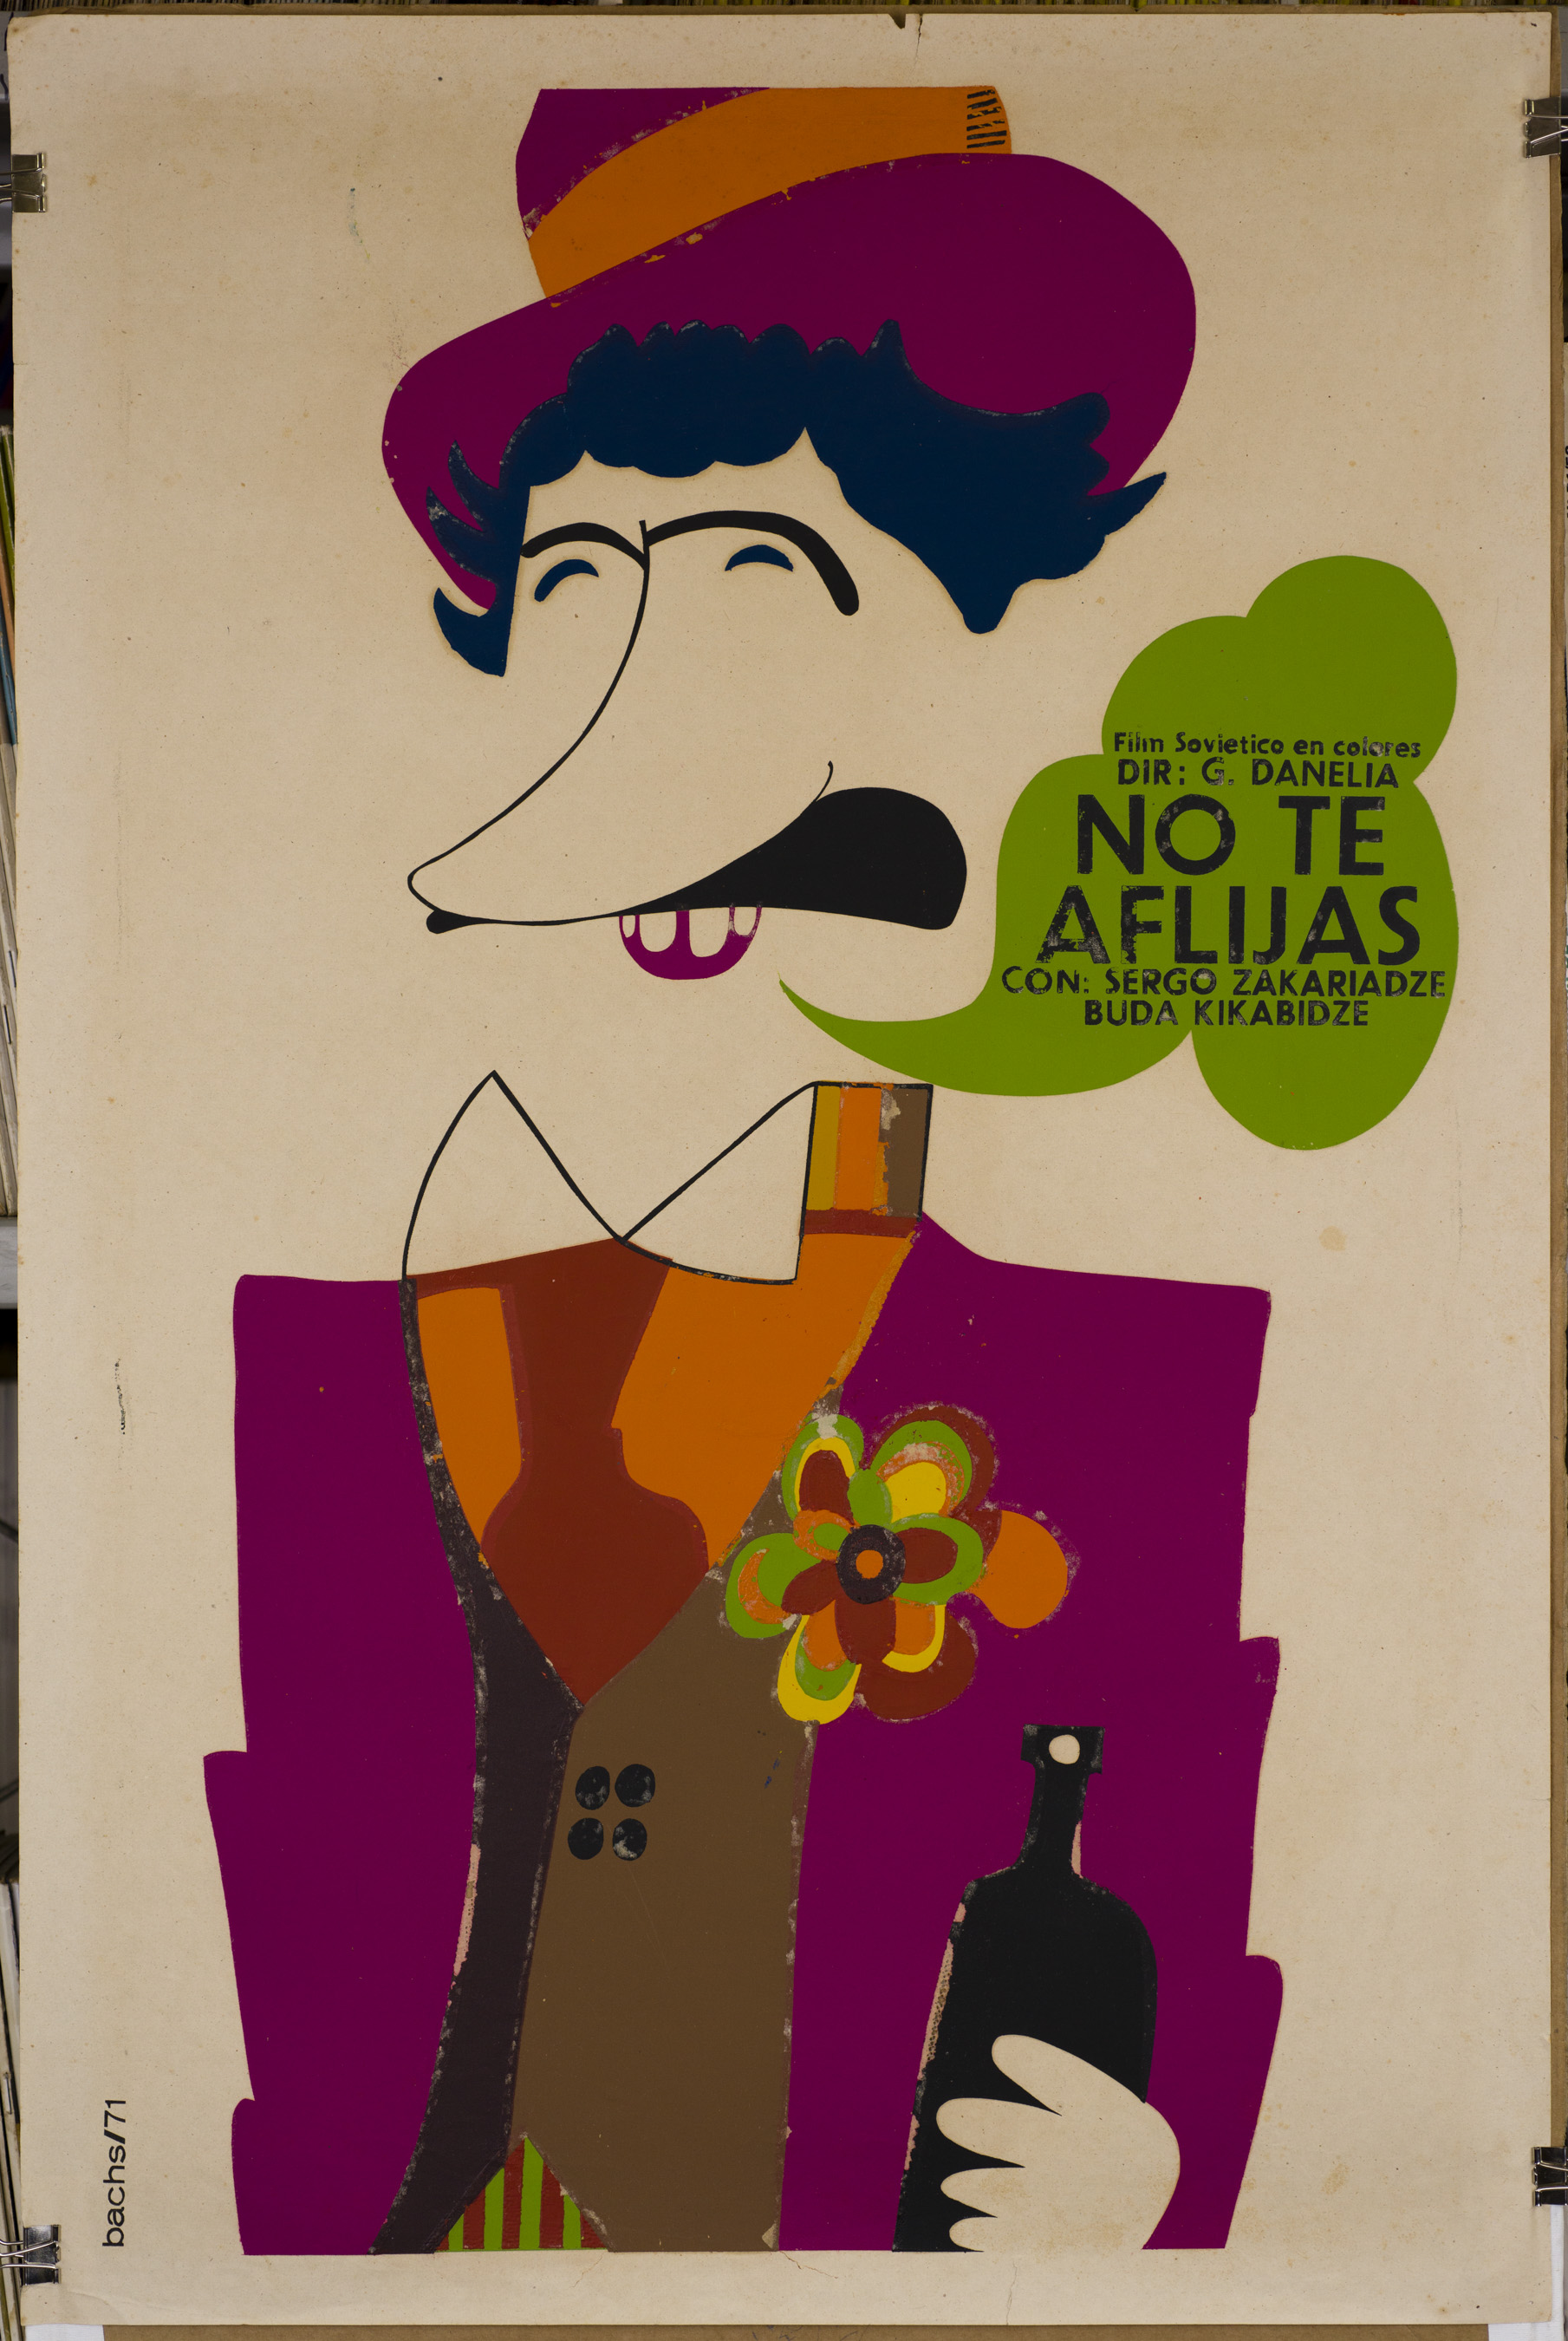 Film Sovietico en colores
DIR: G. DANELIA
NO TE
AFLIJAS
CON: SERGO ZAKARIADZE
BUDA KIKABIDZE
bachs/71